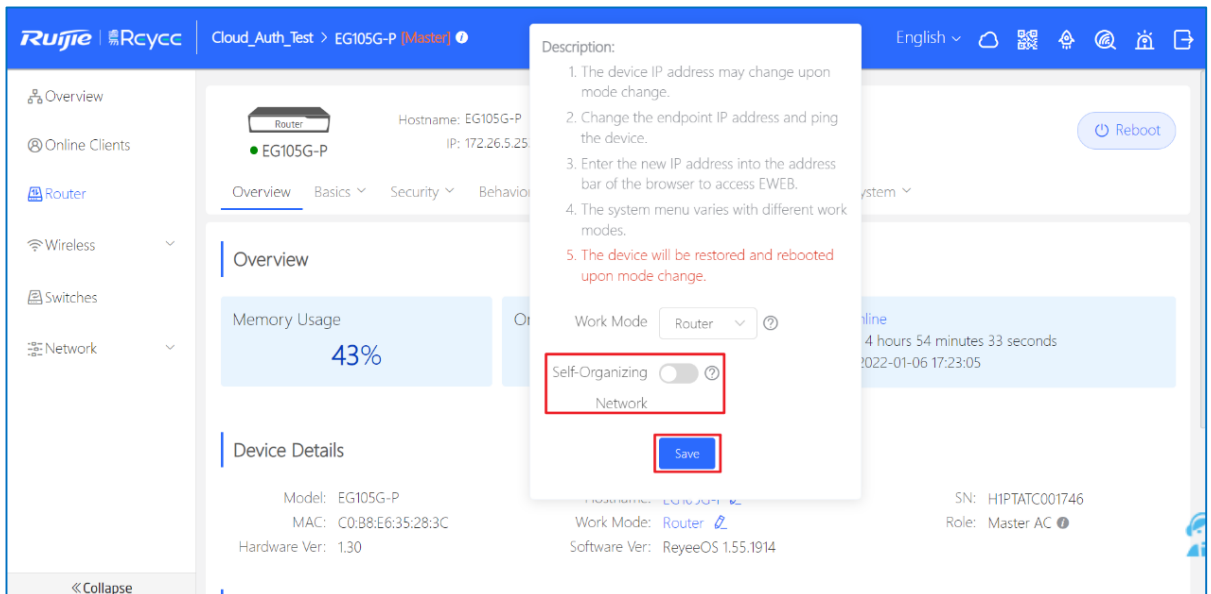 Ruijie | 睿Reyee
Cloud_Auth_Test > EG105G-P [Master]
English
Overview
Online Clients
Router
Wireless
Switches
Network
«Collapse
Router
EG105G-P
Hostname: EG105G-P
IP: 172.26.5.25
Reboot
Overview Basics Security Behavio
ystem
Overview
Memory Usage
43%
On
nline
4 hours 54 minutes 33 seconds
2022-01-06 17:23:05
Description:
1. The device IP address may change upon
mode change.
2. Change the endpoint IP address and ping
the device.
3. Enter the new IP address into the address
bar of the browser to access EWEB.
4. The system menu varies with different work
modes.
5. The device will be restored and rebooted
upon mode change.
Work Mode Router
Self-Organizing
Network
Save
Device Details
Model: EG105G-P
Hostname: EG105G-P
SN: H1PTATC001746
MAC: C0:B8:E6:35:28:3C
Work Mode: Router
Role: Master AC
Hardware Ver: 1.30
Software Ver: ReyeeOS 1.55.1914